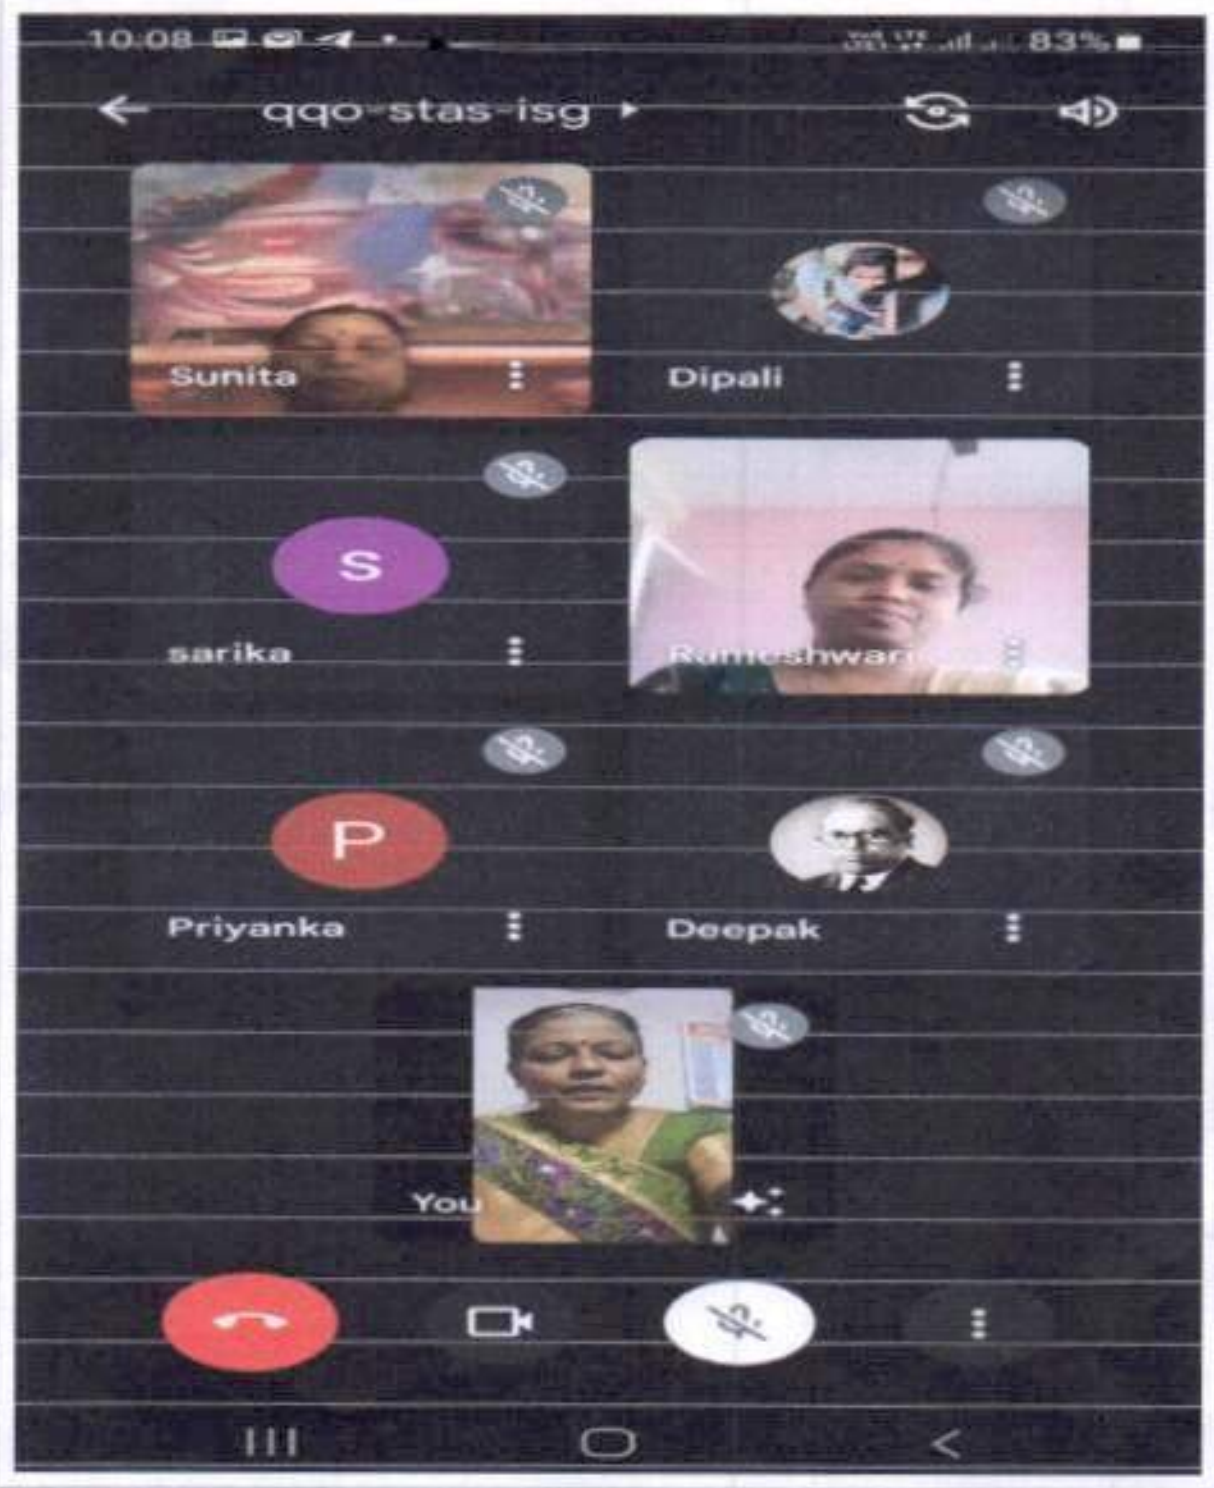 10:08 83%
qqo-stas-isg
Sunita
Dipali
S
sarika
Rameshwari
P
Priyanka
Deepak
You